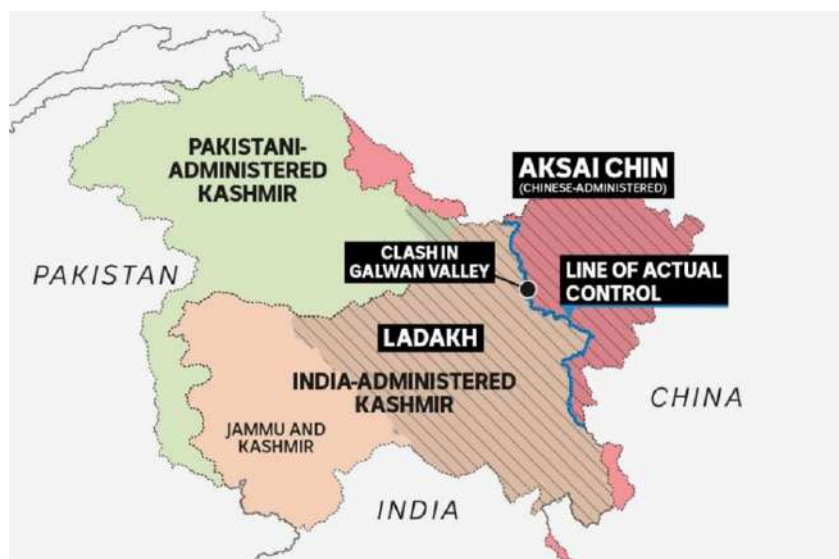 PAKISTANI-
ADMINISTERED
KASHMIR
AKSAI CHIN
(CHINESE-ADMINISTERED)
CLASH IN
GALWAN VALLEY
PAKISTAN
LINE OF ACTUAL
CONTROL
LADAKH
INDIA-ADMINISTERED
KASHMIR
CHINA
JAMMU AND
KASHMIR
INDIA